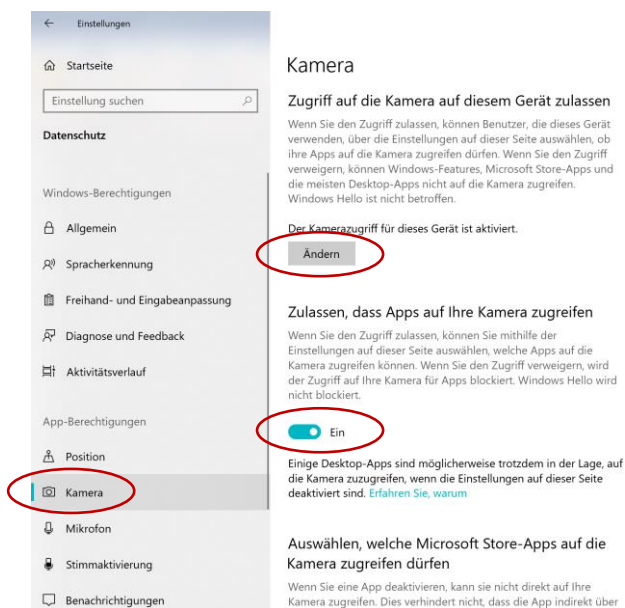 Einstellungen
Startseite
Einstellung suchen
Datenschutz
Windows-Berechtigungen
Allgemein
Spracherkennung
Freihand- und Eingabeanpassung
Diagnose und Feedback
Aktivitätsverlauf
App-Berechtigungen
Position
Kamera
Mikrofon
Stimmaktivierung
Benachrichtigungen
Kamera
Zugriff auf die Kamera auf diesem Gerät zulassen
Wenn Sie den Zugriff zulassen, können Benutzer, die dieses Gerät
verwenden, über die Einstellungen auf dieser Seite auswählen, ob
ihre Apps auf die Kamera zugreifen dürfen. Wenn Sie den Zugriff
verweigern, können Windows-Features, Microsoft Store-Apps und
die meisten Desktop-Apps nicht auf die Kamera zugreifen.
Windows Hello ist nicht betroffen.
Der Kamerazugriff für dieses Gerät ist aktiviert.
Ändern
Zulassen, dass Apps auf Ihre Kamera zugreifen
Wenn Sie den Zugriff zulassen, können Sie mithilfe der
Einstellungen auf dieser Seite auswählen, welche Apps auf die
Kamera zugreifen können. Wenn Sie den Zugriff verweigern, wird
der Zugriff auf Ihre Kamera für Apps blockiert. Windows Hello wird
nicht blockiert.
Ein
Einige Desktop-Apps sind möglicherweise trotzdem in der Lage, auf
die Kamera zuzugreifen, wenn die Einstellungen auf dieser Seite
deaktiviert sind. Erfahren Sie, warum
Auswählen, welche Microsoft Store-Apps auf die
Kamera zugreifen dürfen
Wenn Sie eine App deaktivieren, kann sie nicht direkt auf Ihre
Kamera zugreifen. Dies verhindert nicht, dass die App indirekt über